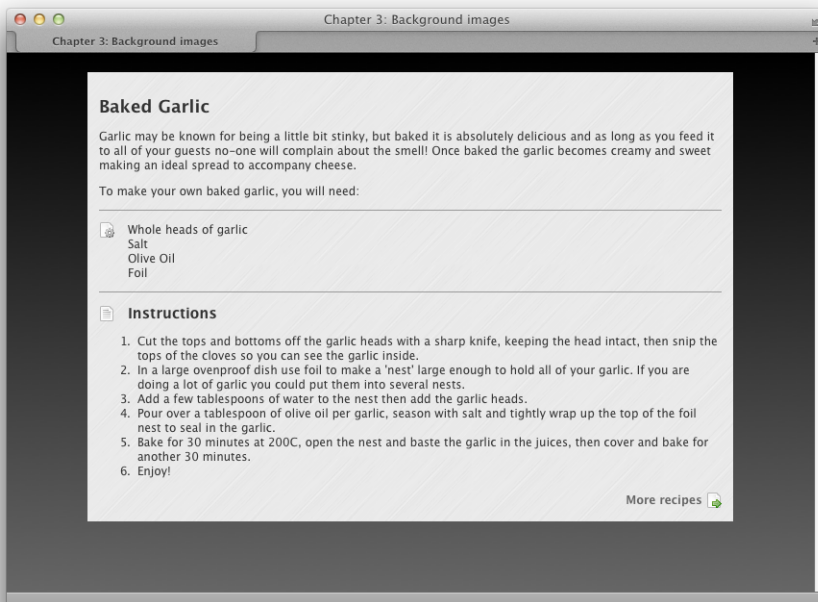 Chapter 3: Background images
Chapter 3: Background images
Baked Garlic
Garlic may be known for being a little bit stinky, but baked it is absolutely delicious and as long as you feed it
to all of your guests no-one will complain about the smell! Once baked the garlic becomes creamy and sweet
making an ideal spread to accompany cheese.
To make your own baked garlic, you will need:
Whole heads of garlic
Salt
Olive Oil
Foil
Instructions
1. Cut the tops and bottoms off the garlic heads with a sharp knife, keeping the head intact, then snip the
tops of the cloves so you can see the garlic inside.
2. In a large ovenproof dish use foil to make a 'nest' large enough to hold all of your garlic. If you are
doing a lot of garlic you could put them into several nests.
3. Add a few tablespoons of water to the nest then add the garlic heads.
4. Pour over a tablespoon of olive oil per garlic, season with salt and tightly wrap up the top of the foil
nest to seal in the garlic.
5. Bake for 30 minutes at 200C, open the nest and baste the garlic in the juices, then cover and bake for
another 30 minutes.
6. Enjoy!
More recipes